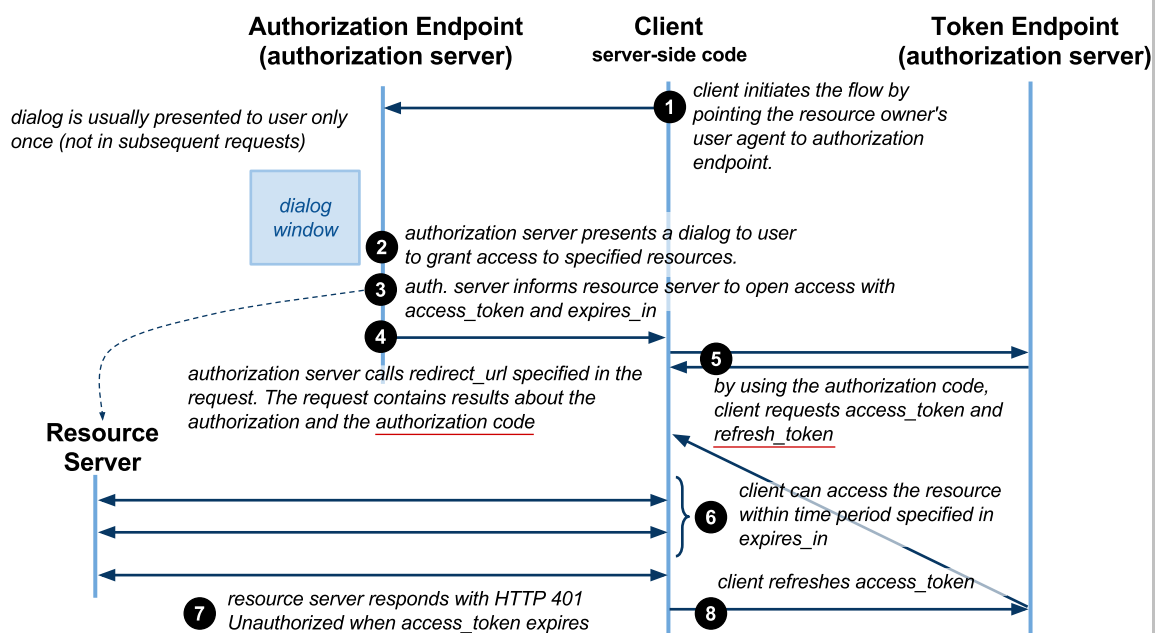 Authorization Endpoint
(authorization server)
Client
server-side code
Token Endpoint
(authorization server)
1
client initiates the flow by
pointing the resource owner's
user agent to authorization
endpoint.
dialog is usually presented to user only
once (not in subsequent requests)
dialog
window
2
authorization server presents a dialog to user
to grant access to specified resources.
3
auth. server informs resource server to open access with
access_token and expires_in
4
authorization server calls redirect_url specified in the
request. The request contains results about the
authorization and the authorization code
5
by using the authorization code,
client requests access_token and
refresh_token
Resource
Server
6
client can access the resource
within time period specified in
expires_in
7
resource server responds with HTTP 401
Unauthorized when access_token expires
client refreshes access_token
8